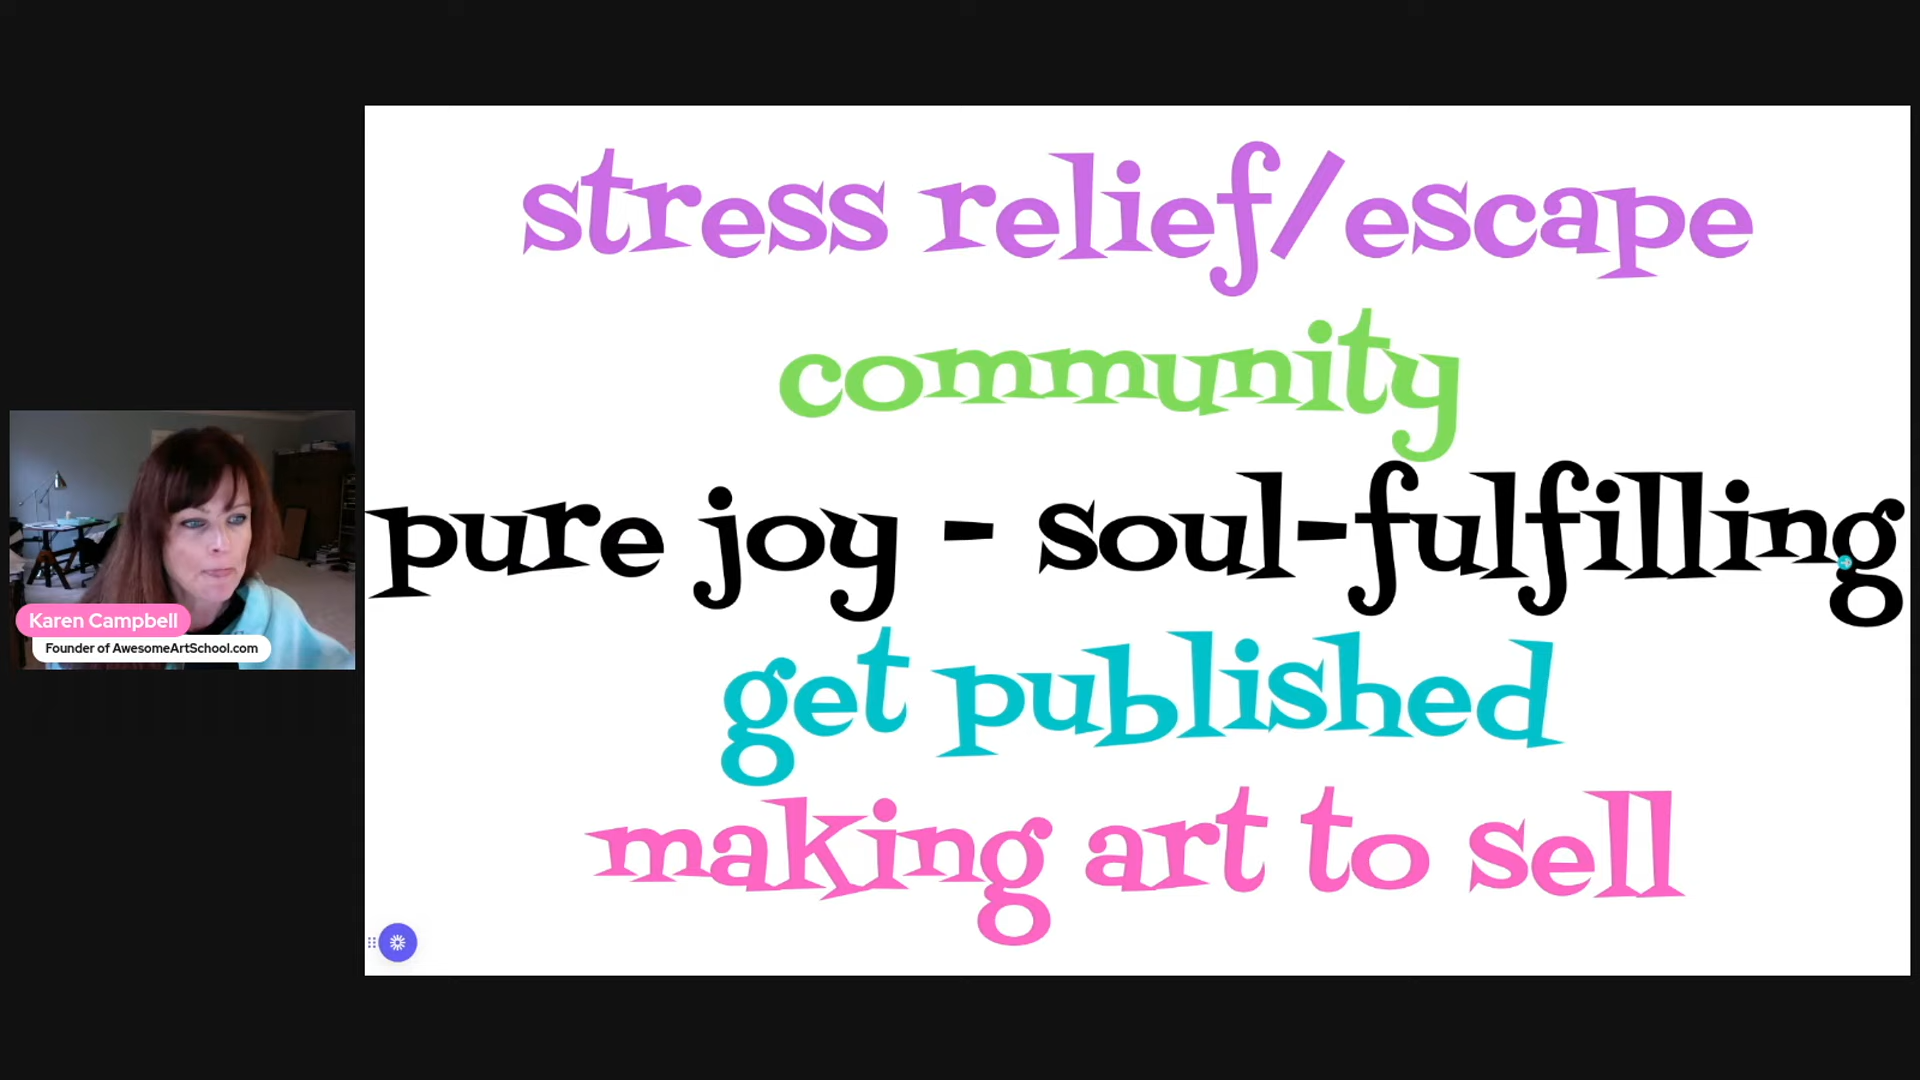 stress relief/escape
community
pure joy - soul-fulfilling
get published
making art to sell
Karen Campbell
Founder of AwesomeArtSchool.com